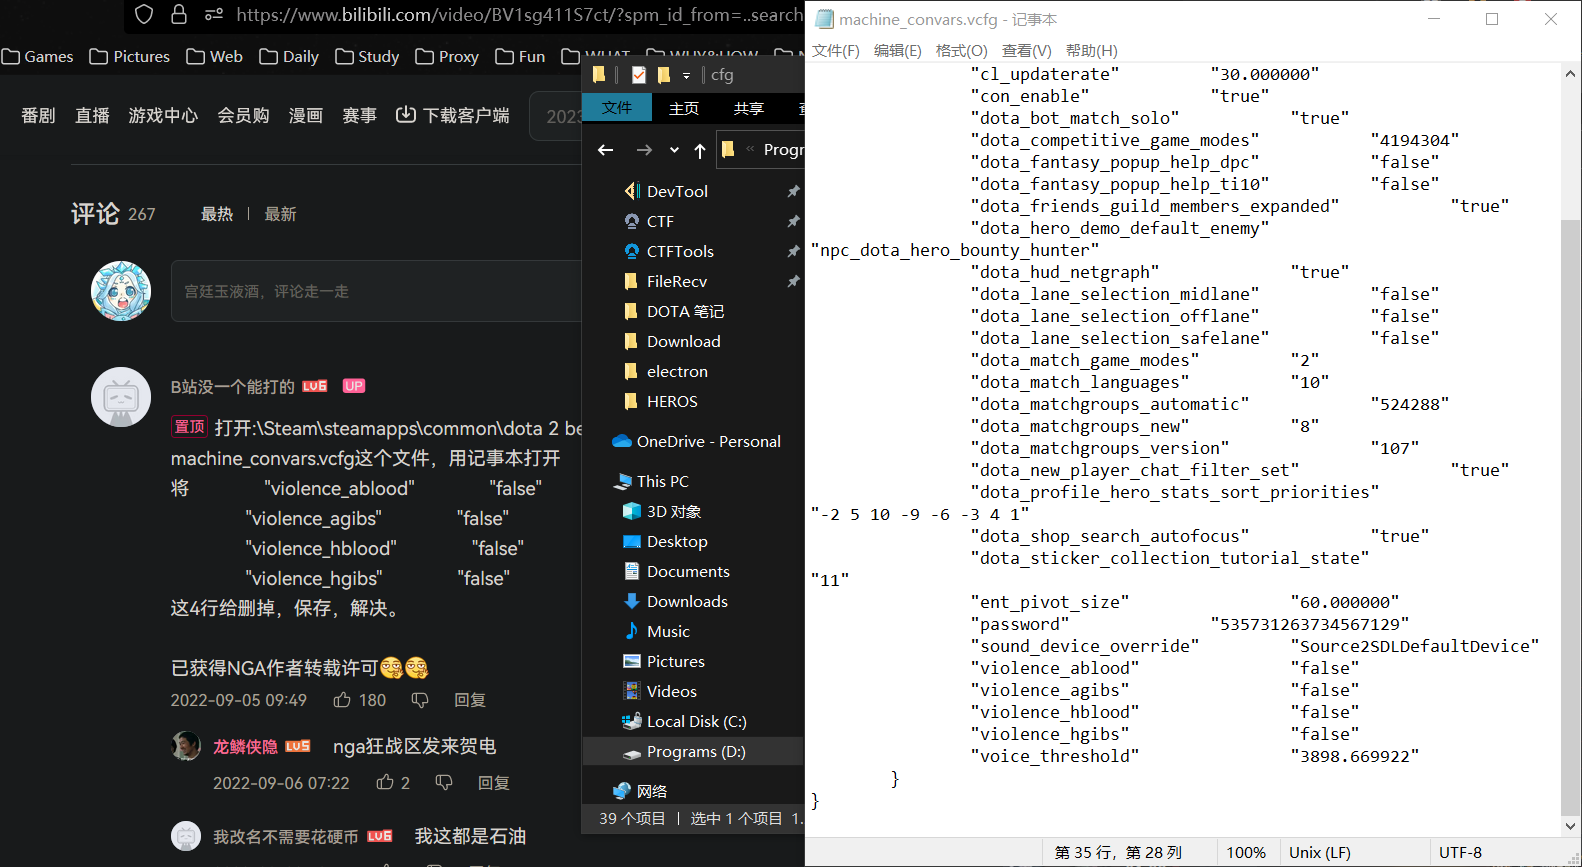 https://www.bilibili.com/video/BV1sg411S7ct/?spm_id_from=..search
Games Pictures Web Daily Study Proxy Fun WHAT WHY&HOW
番剧 直播 游戏中心 会员购 漫画 赛事 下载客户端 2023
评论 267 最热 | 最新
宫廷玉液酒，评论走一走
B站没一个能打的 LV6 UP
置顶 打开:\Steam\steamapps\common\dota 2 be
machine_convars.vcfg这个文件，用记事本打开
将 "violence_ablood" "false"
"violence_agibs" "false"
"violence_hblood" "false"
"violence_hgibs" "false"
这4行给删掉，保存，解决。
已获得NGA作者转载许可
2022-09-05 09:49 180 回复
龙鳞侠隐 LV5 nga狂战区发来贺电
2022-09-06 07:22 2 回复
我改名不需要花硬币 LV6 我这都是石油
cfg
文件 主页 共享
« Progr
DevTool
CTF
CTFTools
FileRecv
DOTA 笔记
Download
electron
HEROS
OneDrive - Personal
This PC
3D 对象
Desktop
Documents
Downloads
Music
Pictures
Videos
Local Disk (C:)
Programs (D:)
网络
39 个项目 | 选中 1 个项目 1.
machine_convars.vcfg - 记事本
文件(F) 编辑(E) 格式(O) 查看(V) 帮助(H)
"cl_updaterate" "30.000000"
"con_enable" "true"
"dota_bot_match_solo" "true"
"dota_competitive_game_modes" "4194304"
"dota_fantasy_popup_help_dpc" "false"
"dota_fantasy_popup_help_ti10" "false"
"dota_friends_guild_members_expanded" "true"
"dota_hero_demo_default_enemy"
"npc_dota_hero_bounty_hunter"
"dota_hud_netgraph" "true"
"dota_lane_selection_midlane" "false"
"dota_lane_selection_offlane" "false"
"dota_lane_selection_safelane" "false"
"dota_match_game_modes" "2"
"dota_match_languages" "10"
"dota_matchgroups_automatic" "524288"
"dota_matchgroups_new" "8"
"dota_matchgroups_version" "107"
"dota_new_player_chat_filter_set" "true"
"dota_profile_hero_stats_sort_priorities"
"-2 5 10 -9 -6 -3 4 1"
"dota_shop_search_autofocus" "true"
"dota_sticker_collection_tutorial_state"
"11"
"ent_pivot_size" "60.000000"
"password" "535731263734567129"
"sound_device_override" "Source2SDLDefaultDevice"
"violence_ablood" "false"
"violence_agibs" "false"
"violence_hblood" "false"
"violence_hgibs" "false"
"voice_threshold" "3898.669922"
}
}
第 35 行，第 28 列 100% Unix (LF) UTF-8